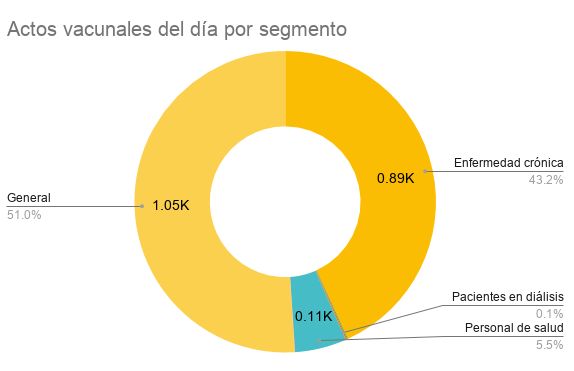 Actos vacunales del día por segmento
Enfermedad crónica
43.2%
0.89K
General
51.0%
1.05K
Pacientes en diálisis
0.1%
0.11K
Personal de salud
5.5%